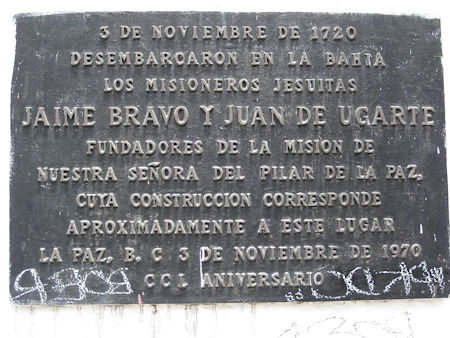 3 DE NOVIEMBRE DE 1720
DESEMBARCARON EN LA BAHIA
LOS MISIONEROS JESUITAS
JAIME BRAVO Y JUAN DE UGARTE
FUNDADORES DE LA MISION DE
NUESTRA SEÑORA DEL PILAR DE LA PAZ,
CUYA CONSTRUCCION CORRESPONDE
APROXIMADAMENTE A ESTE LUGAR
LA PAZ, B. C 3 DE NOVIEMBRE DE 1970
C C L ANIVERSARIO